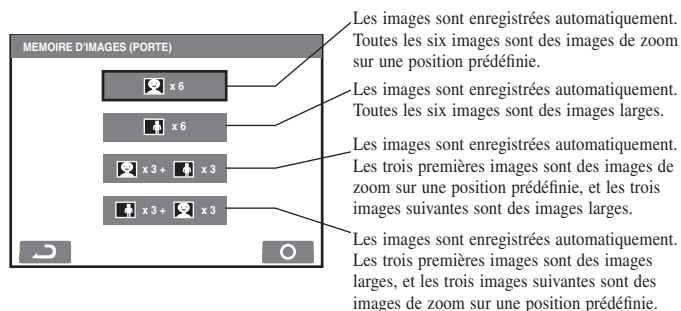 MEMOIRE D'IMAGES (PORTE)
x 6
x 6
x 3 + x 3
x 3 + x 3
Les images sont enregistrées automatiquement.
Toutes les six images sont des images de zoom
sur une position prédéfinie.
Les images sont enregistrées automatiquement.
Toutes les six images sont des images larges.
Les images sont enregistrées automatiquement.
Les trois premières images sont des images de
zoom sur une position prédéfinie, et les trois
images suivantes sont des images larges.
Les images sont enregistrées automatiquement.
Les trois premières images sont des images
larges, et les trois images suivantes sont des
images de zoom sur une position prédéfinie.